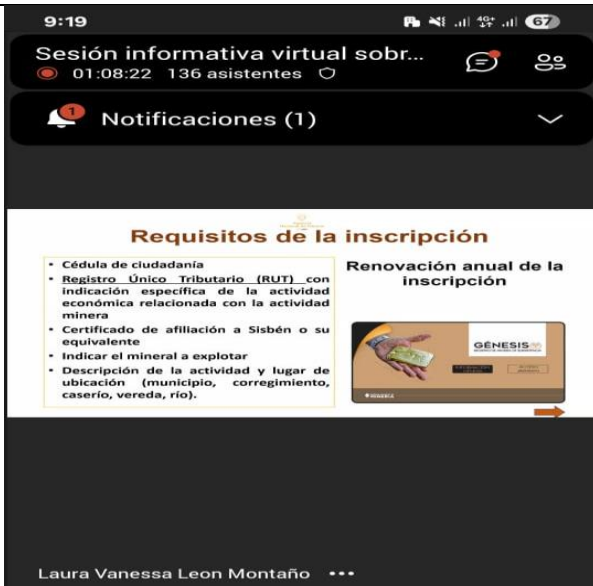 9:19
4G+
67
Sesión informativa virtual sobr...
01:08:22 136 asistentes
1
Notificaciones (1)
Requisitos de la inscripción
• Cédula de ciudadanía
• Registro Único Tributario (RUT) con
indicación específica de la actividad
económica relacionada con la actividad
minera
• Certificado de afiliación a Sisbén o su
equivalente
• Indicar el mineral a explotar
• Descripción de la actividad y lugar de
ubicación (municipio, corregimiento,
caserío, vereda, río).
Renovación anual de la
inscripción
GÉNESIS
MINERÍA
Laura Vanessa Leon Montaño